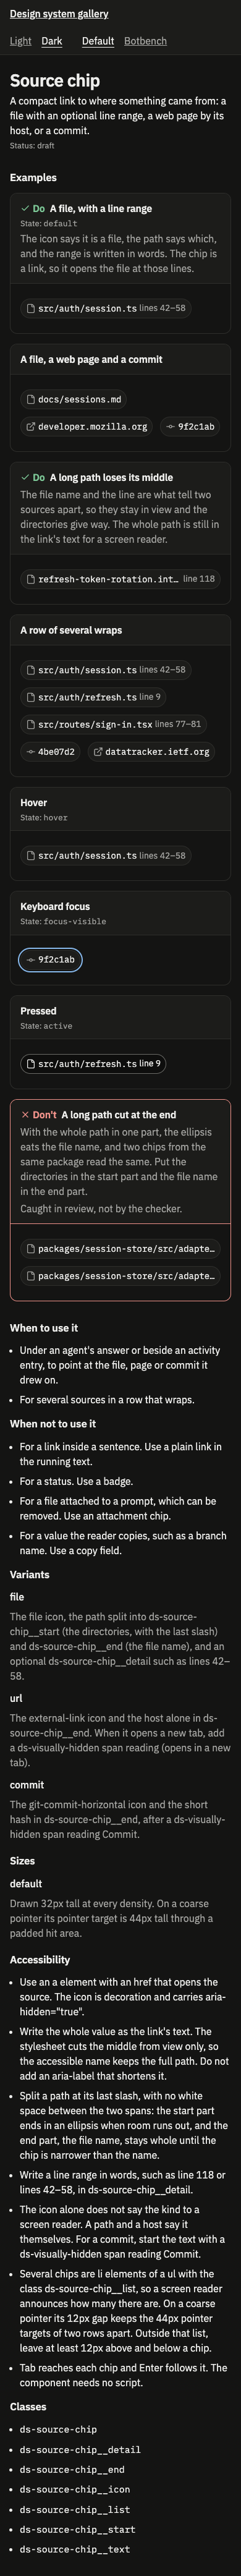 Design system gallery
Light Dark Default Botbench
Source chip
A compact link to where something came from: a
file with an optional line range, a web page by its
host, or a commit.
Status: draft
Examples
Do A file, with a line range
State: default
The icon says it is a file, the path says which,
and the range is written in words. The chip is
a link, so it opens the file at those lines.
src/auth/session.ts lines 42–58
A file, a web page and a commit
docs/sessions.md
developer.mozilla.org 9f2c1ab
Do A long path loses its middle
The file name and the line are what tell two
sources apart, so they stay in view and the
directories give way. The whole path is still in
the link's text for a screen reader.
refresh-token-rotation.int… line 118
A row of several wraps
src/auth/session.ts lines 42–58
src/auth/refresh.ts line 9
src/routes/sign-in.tsx lines 77–81
4be07d2 datatracker.ietf.org
Hover
State: hover
src/auth/session.ts lines 42–58
Keyboard focus
State: focus-visible
9f2c1ab
Pressed
State: active
src/auth/refresh.ts line 9
Don't A long path cut at the end
With the whole path in one part, the ellipsis
eats the file name, and two chips from the
same package read the same. Put the
directories in the start part and the file name
in the end part.
Caught in review, not by the checker.
packages/session-store/src/adapte…
packages/session-store/src/adapte…
When to use it
• Under an agent's answer or beside an activity
entry, to point at the file, page or commit it
drew on.
• For several sources in a row that wraps.
When not to use it
• For a link inside a sentence. Use a plain link in
the running text.
• For a status. Use a badge.
• For a file attached to a prompt, which can be
removed. Use an attachment chip.
• For a value the reader copies, such as a branch
name. Use a copy field.
Variants
file
The file icon, the path split into ds-source-
chip__start (the directories, with the last slash)
and ds-source-chip__end (the file name), and an
optional ds-source-chip__detail such as lines 42–
58.
url
The external-link icon and the host alone in ds-
source-chip__end. When it opens a new tab, add
a ds-visually-hidden span reading (opens in a new
tab).
commit
The git-commit-horizontal icon and the short
hash in ds-source-chip__end, after a ds-visually-
hidden span reading Commit.
Sizes
default
Drawn 32px tall at every density. On a coarse
pointer its pointer target is 44px tall through a
padded hit area.
Accessibility
• Use an a element with an href that opens the
source. The icon is decoration and carries aria-
hidden="true".
• Write the whole value as the link's text. The
stylesheet cuts the middle from view only, so
the accessible name keeps the full path. Do not
add an aria-label that shortens it.
• Split a path at its last slash, with no white
space between the two spans: the start part
ends in an ellipsis when room runs out, and the
end part, the file name, stays whole until the
chip is narrower than the name.
• Write a line range in words, such as line 118 or
lines 42–58, in ds-source-chip__detail.
• The icon alone does not say the kind to a
screen reader. A path and a host say it
themselves. For a commit, start the text with a
ds-visually-hidden span reading Commit.
• Several chips are li elements of a ul with the
class ds-source-chip__list, so a screen reader
announces how many there are. On a coarse
pointer its 12px gap keeps the 44px pointer
targets of two rows apart. Outside that list,
leave at least 12px above and below a chip.
• Tab reaches each chip and Enter follows it. The
component needs no script.
Classes
• ds-source-chip
• ds-source-chip__detail
• ds-source-chip__end
• ds-source-chip__icon
• ds-source-chip__list
• ds-source-chip__start
• ds-source-chip__text